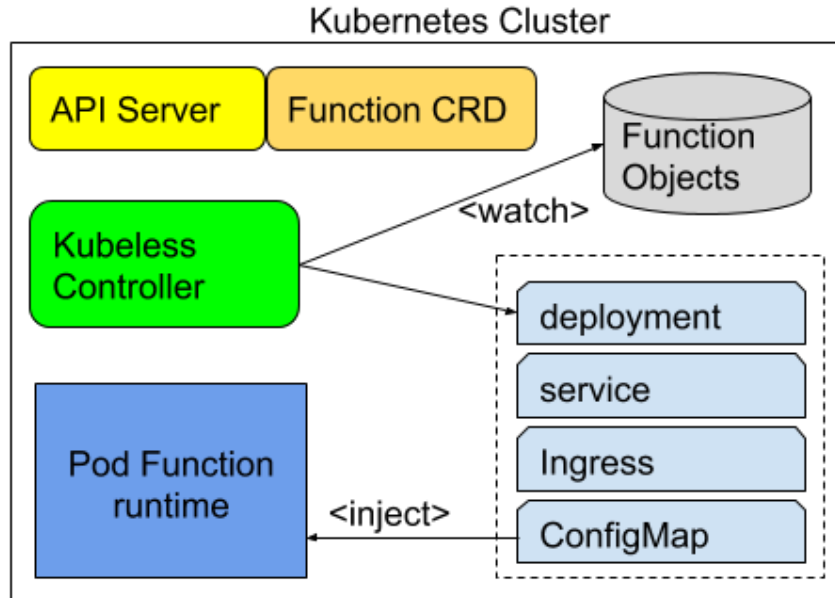 Kubernetes Cluster
API Server
Function CRD
Function
Objects
<watch>
Kubeless
Controller
deployment
service
Ingress
ConfigMap
Pod Function
runtime
<inject>